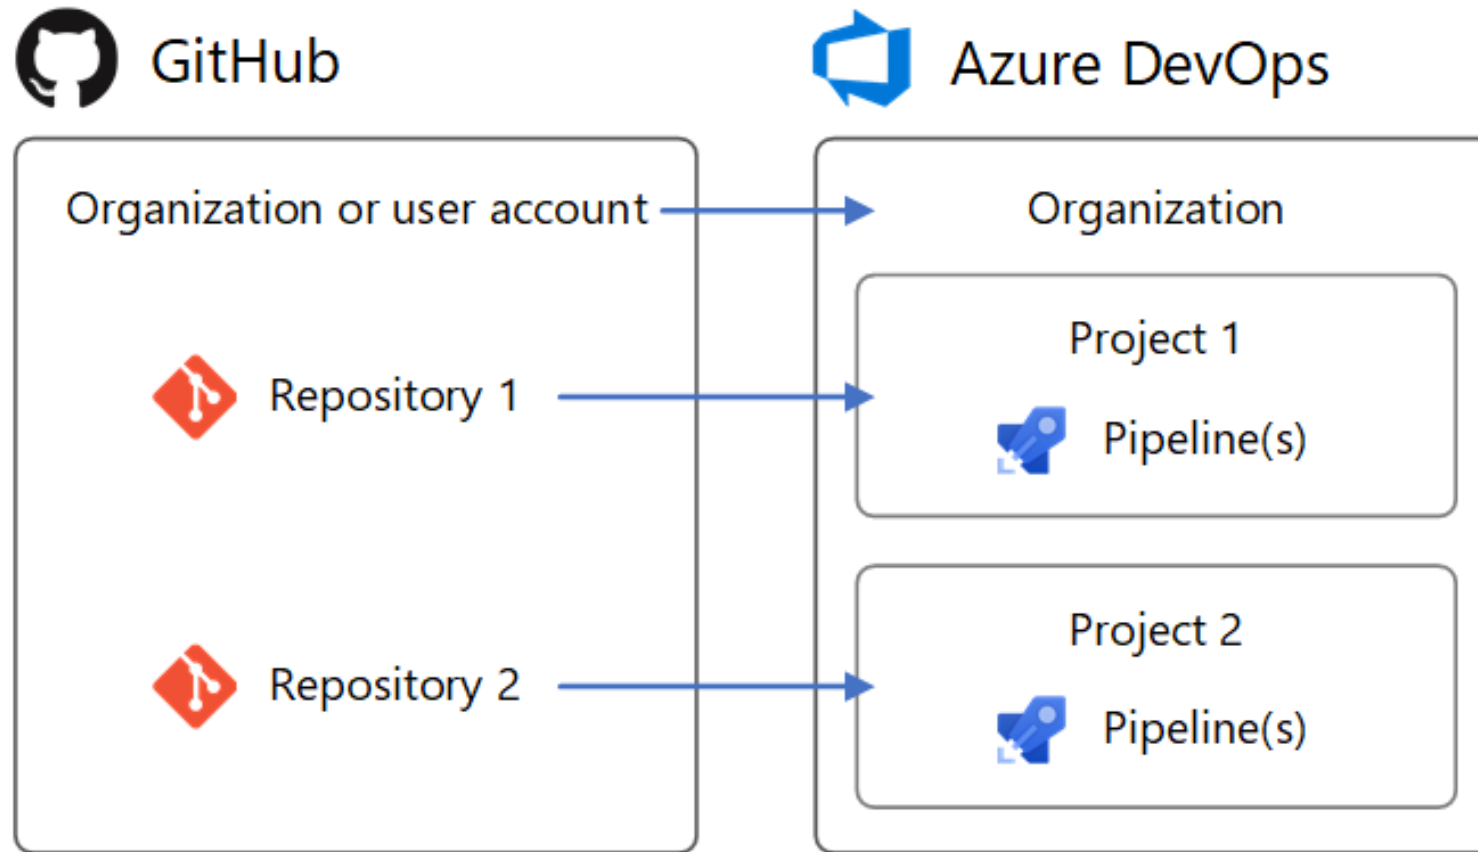 GitHub
Azure DevOps
Organization or user account
Organization
Repository 1
Project 1
Pipeline(s)
Repository 2
Project 2
Pipeline(s)